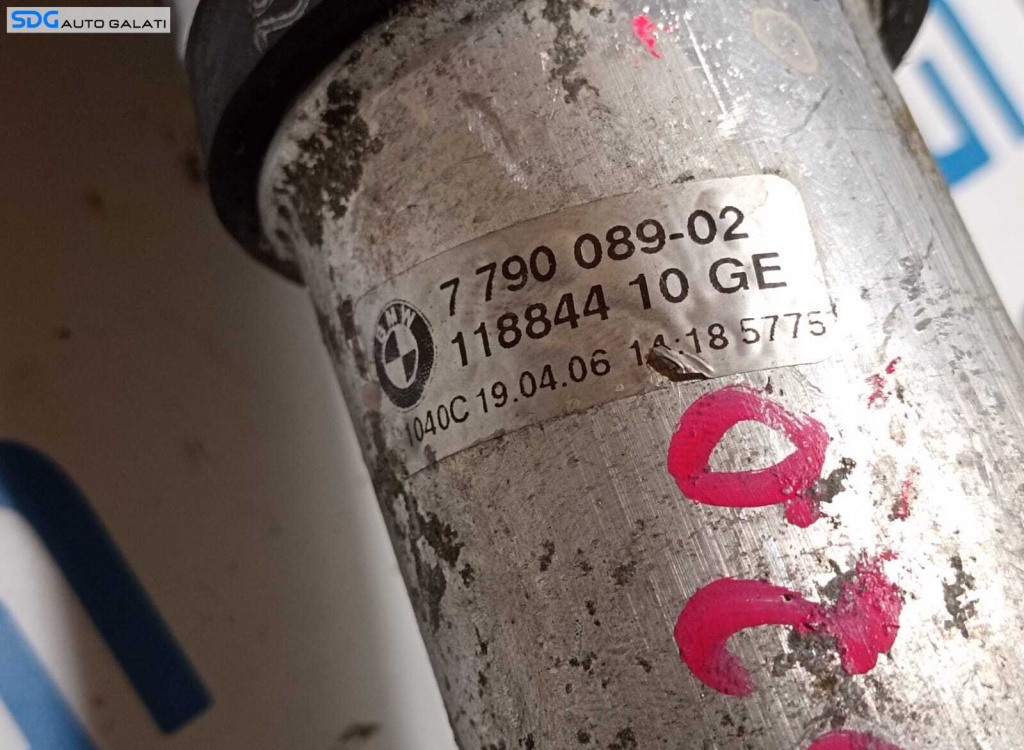 SDG AUTO GALATI
7 790 089-02
118844 10 GE
BMW
1040C 19.04.06 14:18 5775